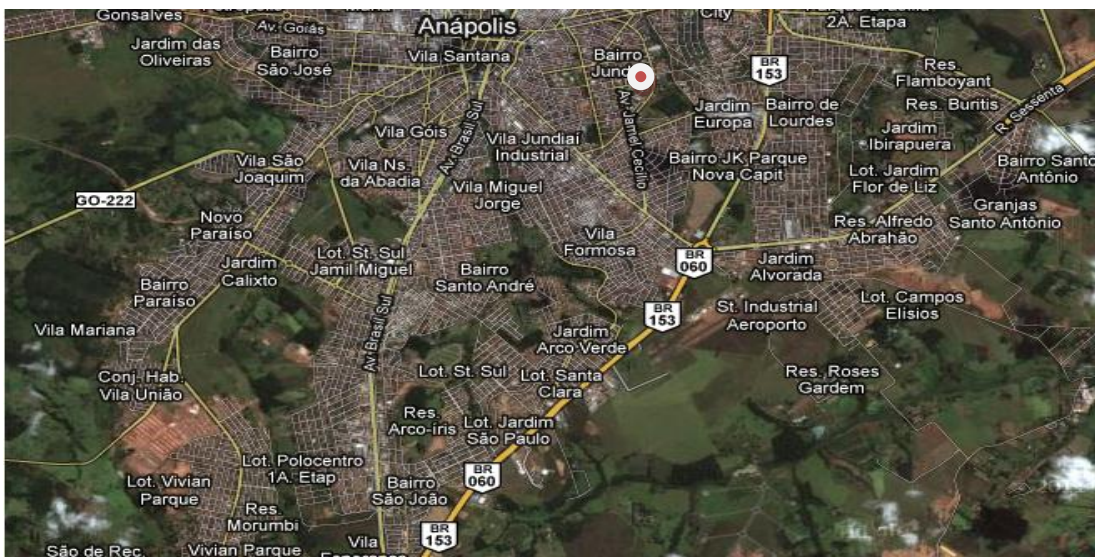 Gonsalves
Av. Goiás
Anápolis
City
2A. Etapa
Jardim das
Oliveiras
Bairro
São José
Vila Santana
Bairro
BR
153
Res.
Flamboyant
Jardim
Europa
Bairro de
Lourdes
Res. Buritis
R. Sessenta
Av. Jamel Cecílio
Av. Brasil Sul
Vila Góis
Vila Jundiaí
Industrial
Jardim
Ibirapuera
Vila São
Joaquim
Vila Ns.
da Abadia
Bairro JK Parque
Nova Capit
Lot. Jardim
Flor de Liz
Bairro Santo
Antônio
GO-222
Vila Miguel
Jorge
Granjas
Santo Antônio
Novo
Paraíso
Vila
Formosa
Res. Alfredo
Abrahão
Lot. St. Sul
Jamil Miguel
Jardim
Calixto
BR
060
Jardim
Alvorada
Bairro
Paraíso
Bairro
Santo André
BR
153
St. Industrial
Aeroporto
Lot. Campos
Elísios
Vila Mariana
Av. Brasil Sul
Jardim
Arco Verde
Conj. Hab.
Vila União
Lot. St. Sul
Lot. Santa
Clara
Res. Roses
Gardem
Res.
Arco-íris
Lot. Jardim
São Paulo
Lot. Polocentro
1A. Etap
BR
060
Lot. Vivian
Parque
Bairro
São João
Res.
Morumbi
BR
153
Vila
São de Rec.
Vivian Parque